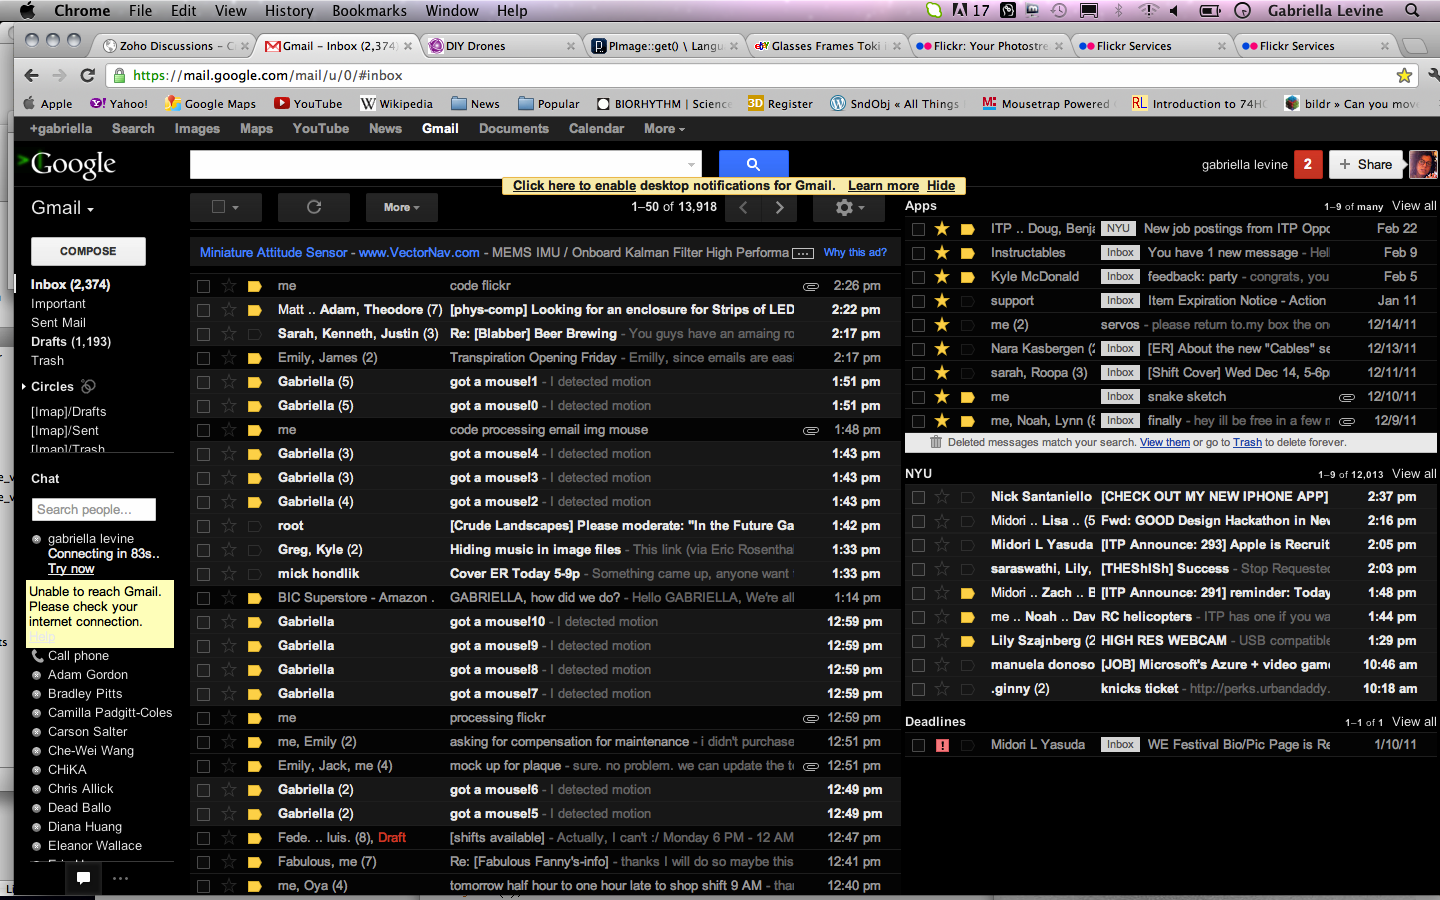 Chrome File Edit View History Bookmarks Window Help 17 Gabriella Levine
Zoho Discussions - C
Gmail - Inbox (2,374)
DIY Drones
PImage::get() \ Langu
Glasses Frames Toki
Flickr: Your Photostre
Flickr Services
Flickr Services
https://mail.google.com/mail/u/0/#inbox
Apple Yahoo! Google Maps YouTube Wikipedia News Popular BIORHYTHM | Science Register SndObj « All Things Mousetrap Powered Introduction to 74H bildr » Can you mov
+gabriella Search Images Maps YouTube News Gmail Documents Calendar More
Google
gabriella levine 2 + Share
Click here to enable desktop notifications for Gmail. Learn more Hide
Gmail
More
1–50 of 13,918
COMPOSE
Inbox (2,374)
Important
Sent Mail
Drafts (1,193)
Trash
Circles
[Imap]/Drafts
[Imap]/Sent
[Imap]/Trash
Chat
Search people...
gabriella levine
Connecting in 83s..
Try now
Unable to reach Gmail.
Please check your
internet connection.
Help
Call phone
Adam Gordon
Bradley Pitts
Camilla Padgitt-Coles
Carson Salter
Che-Wei Wang
CHiKA
Chris Allick
Dead Ballo
Diana Huang
Eleanor Wallace
Miniature Attitude Sensor - www.VectorNav.com - MEMS IMU / Onboard Kalman Filter High Performa Why this ad?
me code flickr 2:26 pm
Matt .. Adam, Theodore (7) [phys-comp] Looking for an enclosure for Strips of LED 2:22 pm
Sarah, Kenneth, Justin (3) Re: [Blabber] Beer Brewing - You guys have an amaing ro 2:17 pm
Emily, James (2) Transpiration Opening Friday - Emilly, since emails are easi 2:17 pm
Gabriella (5) got a mouse!1 - I detected motion 1:51 pm
Gabriella (5) got a mouse!0 - I detected motion 1:51 pm
me code processing email img mouse 1:48 pm
Gabriella (3) got a mouse!4 - I detected motion 1:43 pm
Gabriella (3) got a mouse!3 - I detected motion 1:43 pm
Gabriella (4) got a mouse!2 - I detected motion 1:43 pm
root [Crude Landscapes] Please moderate: "In the Future Ga 1:42 pm
Greg, Kyle (2) Hiding music in image files - This link (via Eric Rosenthal 1:33 pm
mick hondlik Cover ER Today 5-9p - Something came up, anyone want 1:33 pm
BIC Superstore - Amazon . GABRIELLA, how did we do? - Hello GABRIELLA, We're all 1:14 pm
Gabriella got a mouse!10 - I detected motion 12:59 pm
Gabriella got a mouse!9 - I detected motion 12:59 pm
Gabriella got a mouse!8 - I detected motion 12:59 pm
Gabriella got a mouse!7 - I detected motion 12:59 pm
me processing flickr 12:59 pm
me, Emily (2) asking for compensation for maintenance - i didn't purchase 12:51 pm
Emily, Jack, me (4) mock up for plaque - sure. no problem. we can update the te 12:51 pm
Gabriella (2) got a mouse!6 - I detected motion 12:49 pm
Gabriella (2) got a mouse!5 - I detected motion 12:49 pm
Fede. .. luis. (8), Draft [shifts available] - Actually, I can't :/ Monday 6 PM - 12 AM 12:47 pm
Fabulous, me (7) Re: [Fabulous Fanny's-info] - thanks I will do so maybe this 12:41 pm
me, Oya (4) tomorrow half hour to one hour late to shop shift 9 AM - than 12:40 pm
Apps 1–9 of many View all
ITP .. Doug, Benj NYU New job postings from ITP Oppo Feb 22
Instructables Inbox You have 1 new message - Hell Feb 9
Kyle McDonald Inbox feedback: party - congrats, you Feb 5
support Inbox Item Expiration Notice - Action Jan 11
me (2) servos - please return to.my box the on 12/14/11
Nara Kasbergen (2 Inbox [ER] About the new "Cables" se 12/13/11
sarah, Roopa (3) Inbox [Shift Cover] Wed Dec 14, 5-6p 12/11/11
me Inbox snake sketch 12/10/11
me, Noah, Lynn (8 Inbox finally - hey ill be free in a few m 12/9/11
Deleted messages match your search. View them or go to Trash to delete forever.
NYU 1–9 of 12,013 View all
Nick Santaniello [CHECK OUT MY NEW IPHONE APP] 2:37 pm
Midori .. Lisa .. (5 Fwd: GOOD Design Hackathon in New 2:16 pm
Midori L Yasuda [ITP Announce: 293] Apple is Recruit 2:05 pm
saraswathi, Lily, [THEShISh] Success - Stop Requested 2:03 pm
Midori .. Zach .. B [ITP Announce: 291] reminder: Today 1:48 pm
me .. Noah .. Dav RC helicopters - ITP has one if you wa 1:44 pm
Lily Szajnberg (2 HIGH RES WEBCAM - USB compatible 1:29 pm
manuela donoso [JOB] Microsoft's Azure + video game 10:46 am
.ginny (2) knicks ticket - http://perks.urbandaddy. 10:18 am
Deadlines 1–1 of 1 View all
Midori L Yasuda Inbox WE Festival Bio/Pic Page is Re 1/10/11